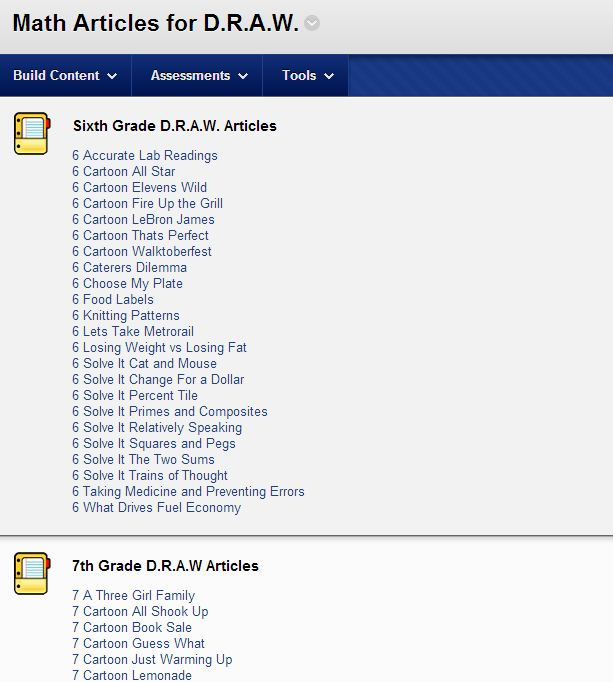 Math Articles for D.R.A.W.
Build Content
Assessments
Tools
Sixth Grade D.R.A.W. Articles
6 Accurate Lab Readings
6 Cartoon All Star
6 Cartoon Elevens Wild
6 Cartoon Fire Up the Grill
6 Cartoon LeBron James
6 Cartoon Thats Perfect
6 Cartoon Walktoberfest
6 Caterers Dilemma
6 Choose My Plate
6 Food Labels
6 Knitting Patterns
6 Lets Take Metrorail
6 Losing Weight vs Losing Fat
6 Solve It Cat and Mouse
6 Solve It Change For a Dollar
6 Solve It Percent Tile
6 Solve It Primes and Composites
6 Solve It Relatively Speaking
6 Solve It Squares and Pegs
6 Solve It The Two Sums
6 Solve It Trains of Thought
6 Taking Medicine and Preventing Errors
6 What Drives Fuel Economy
7th Grade D.R.A.W Articles
7 A Three Girl Family
7 Cartoon All Shook Up
7 Cartoon Book Sale
7 Cartoon Guess What
7 Cartoon Just Warming Up
7 Cartoon Lemonade